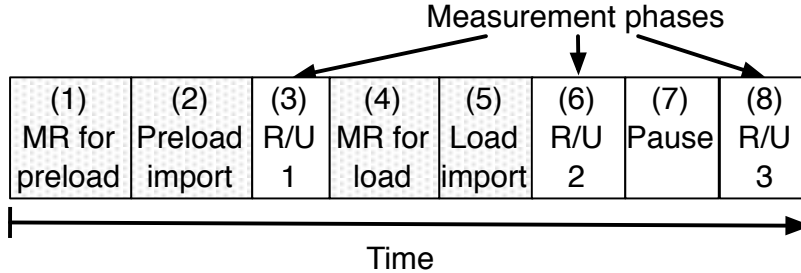 Measurement phases
(1) MR for preload
(2) Preload import
(3) R/U 1
(4) MR for load
(5) Load import
(6) R/U 2
(7) Pause
(8) R/U 3
Time